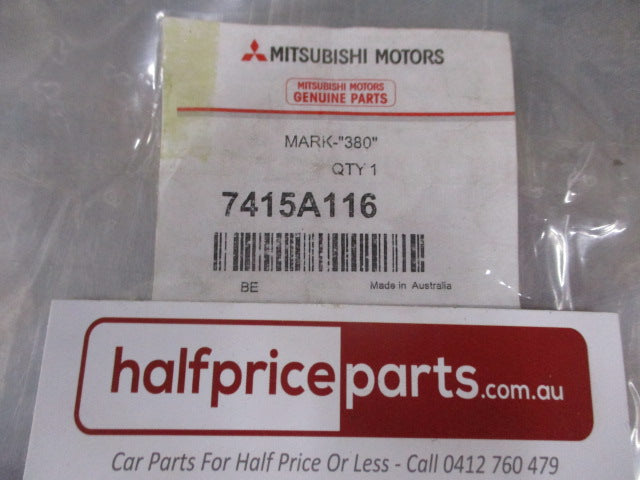 MITSUBISHI MOTORS
MITSUBISHI MOTORS
GENUINE PARTS
MARK-"380"
QTY 1
7415A116
BE Made in Australia
halfpriceparts.com.au
Car Parts For Half Price Or Less - Call 0412 760 479